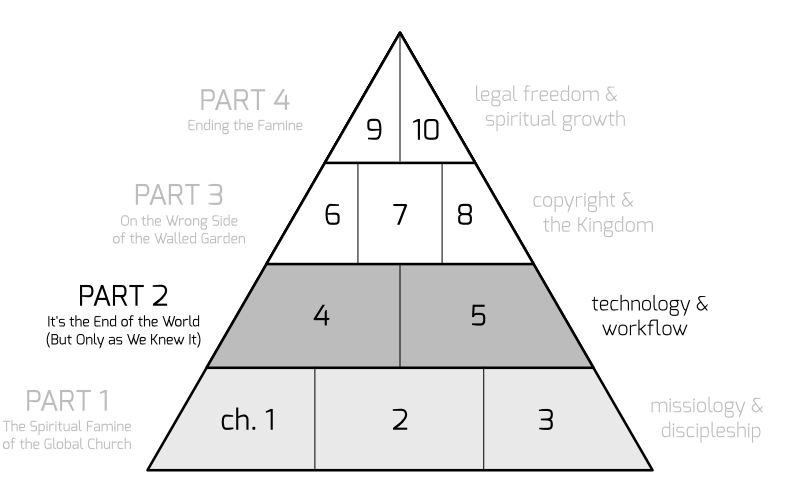 PART 4
Ending the Famine
9
10
legal freedom &
spiritual growth
PART 3
On the Wrong Side
of the Walled Garden
6
7
8
copyright &
the Kingdom
PART 2
It's the End of the World
(But Only as We Knew It)
4
5
technology &
workflow
PART 1
The Spiritual Famine
of the Global Church
ch. 1
2
3
missiology &
discipleship